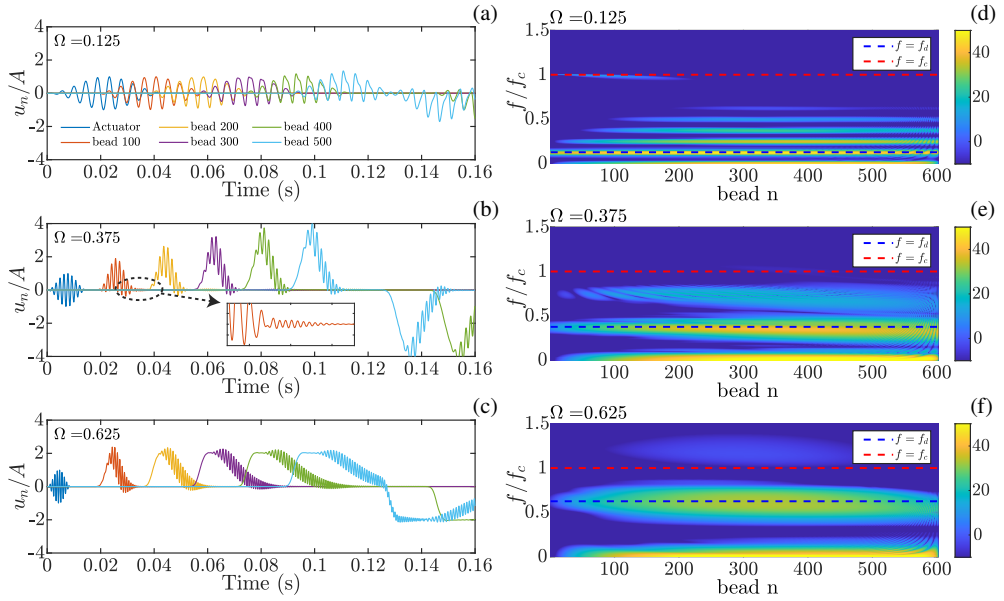 (a)
Ω =0.125
4
2
0
-2
-4
u_n/A
Actuator
bead 200
bead 400
bead 100
bead 300
bead 500
0
0.02
0.04
0.06
0.08
0.1
0.12
0.14
0.16
Time (s)
(d)
Ω =0.125
1.5
1
0.5
0
f / f_c
f = f_d
f = f_c
100
200
300
400
500
600
bead n
40
20
0
(b)
Ω =0.375
4
2
0
-2
-4
u_n/A
0
0.02
0.04
0.06
0.08
0.1
0.12
0.14
0.16
Time (s)
(e)
Ω =0.375
1.5
1
0.5
0
f / f_c
f = f_d
f = f_c
100
200
300
400
500
600
bead n
40
20
0
(c)
Ω =0.625
4
2
0
-2
-4
u_n/A
0
0.02
0.04
0.06
0.08
0.1
0.12
0.14
0.16
Time (s)
(f)
Ω =0.625
1.5
1
0.5
0
f / f_c
f = f_d
f = f_c
100
200
300
400
500
600
bead n
40
20
0